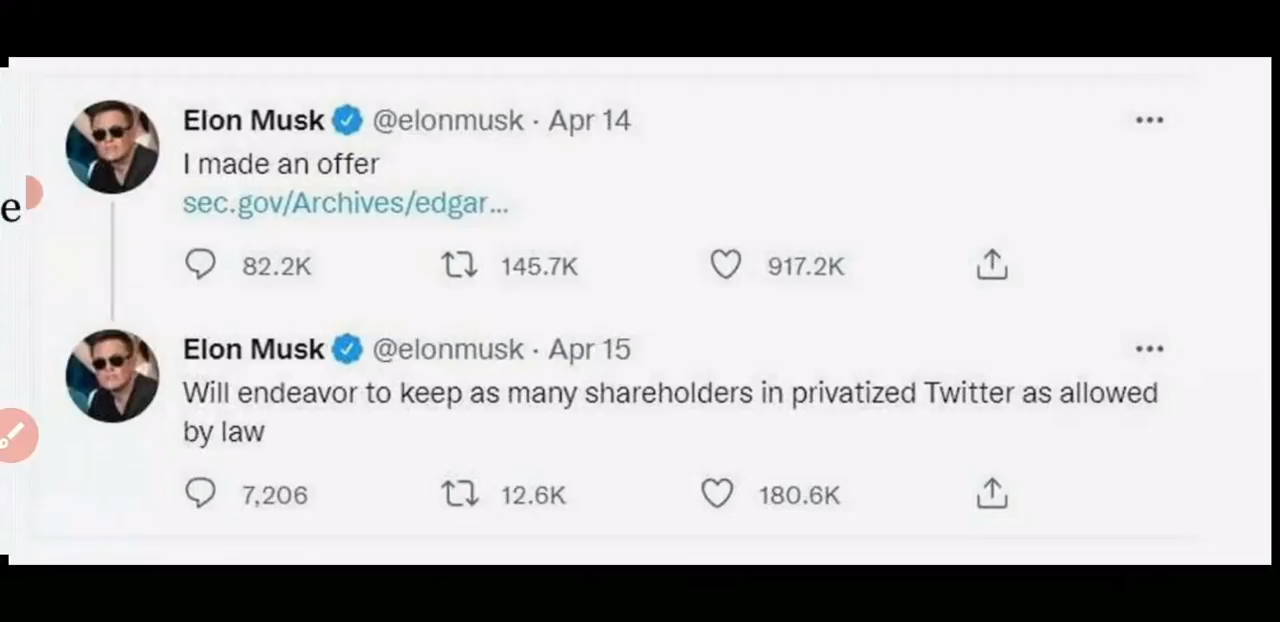 Elon Musk @elonmusk · Apr 14
I made an offer
sec.gov/Archives/edgar...
82.2K 145.7K 917.2K
e
Elon Musk @elonmusk · Apr 15
Will endeavor to keep as many shareholders in privatized Twitter as allowed
by law
7,206 12.6K 180.6K